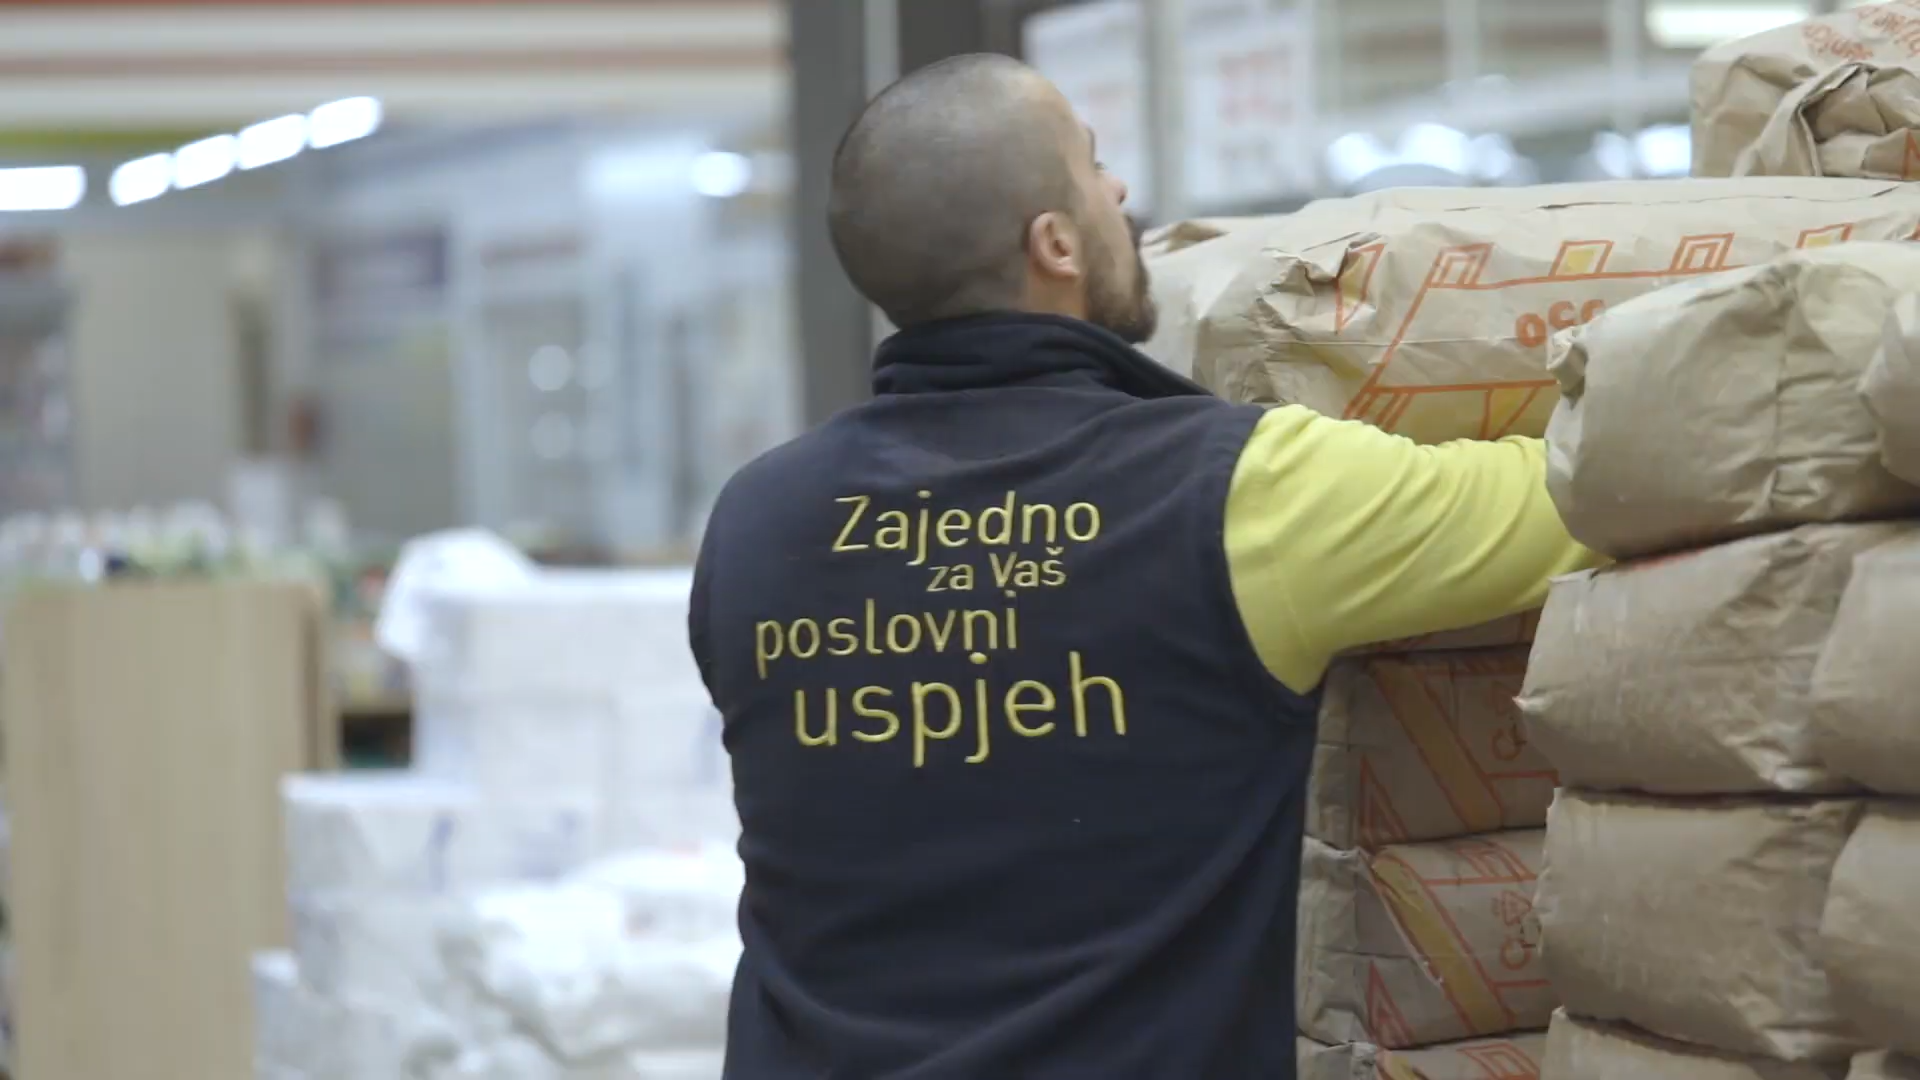 Zajedno
za Vaš
poslovni
uspjeh